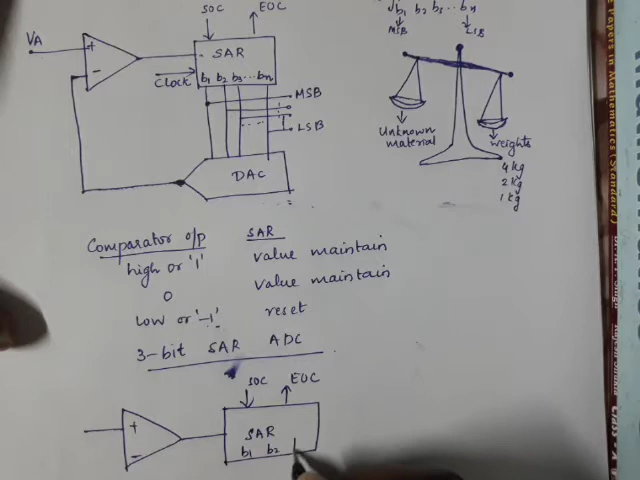 SOC EOC
VA
+
-
SAR
b1 b2 b3... bn
Clock
MSB
LSB
DAC
b1 b2 b3 .. bn
MSB LSB
Unknown
material
weights
4 kg
2 kg
1 kg
Comparator o/p SAR
high or '1' value maintain
0 value maintain
Low or '-1' reset
3-bit SAR ADC
SOC EOC
+
-
SAR
b1 b2